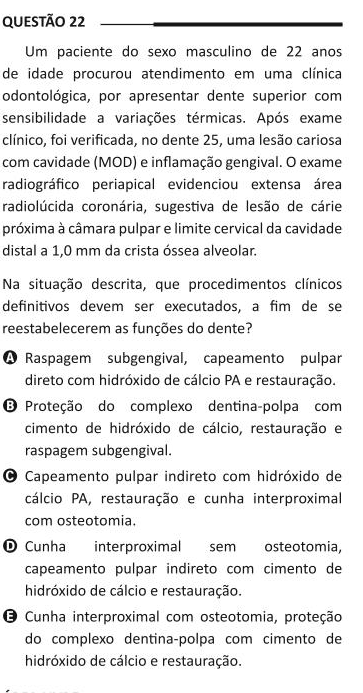 QUESTÃO 22
Um paciente do sexo masculino de 22 anos
de idade procurou atendimento em uma clínica
odontológica, por apresentar dente superior com
sensibilidade a variações térmicas. Após exame
clínico, foi verificada, no dente 25, uma lesão cariosa
com cavidade (MOD) e inflamação gengival. O exame
radiográfico periapical evidenciou extensa área
radiolúcida coronária, sugestiva de lesão de cárie
próxima à câmara pulpar e limite cervical da cavidade
distal a 1,0 mm da crista óssea alveolar.
Na situação descrita, que procedimentos clínicos
definitivos devem ser executados, a fim de se
reestabelecerem as funções do dente?
A Raspagem subgengival, capeamento pulpar
direto com hidróxido de cálcio PA e restauração.
B Proteção do complexo dentina-polpa com
cimento de hidróxido de cálcio, restauração e
raspagem subgengival.
C Capeamento pulpar indireto com hidróxido de
cálcio PA, restauração e cunha interproximal
com osteotomia.
D Cunha interproximal sem osteotomia,
capeamento pulpar indireto com cimento de
hidróxido de cálcio e restauração.
E Cunha interproximal com osteotomia, proteção
do complexo dentina-polpa com cimento de
hidróxido de cálcio e restauração.